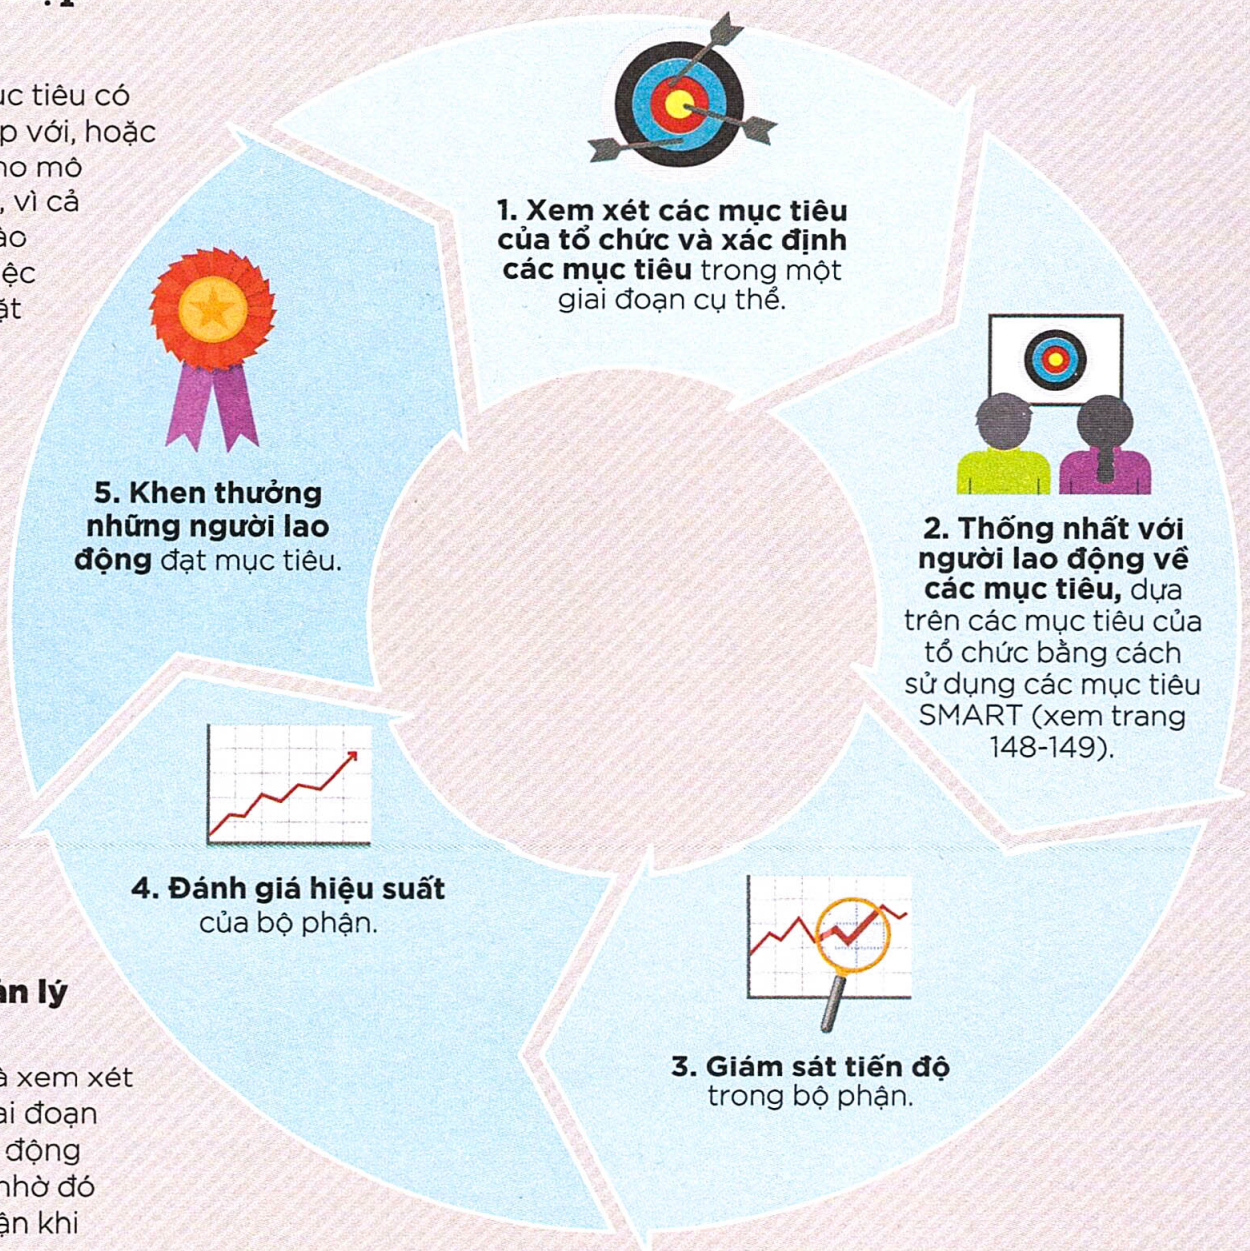 ục tiêu có
p với, hoặc
ho mô
, vì cả
ào
ệc
ặt
1. Xem xét các mục tiêu
của tổ chức và xác định
các mục tiêu trong một
giai đoạn cụ thể.
2. Thống nhất với
người lao động về
các mục tiêu, dựa
trên các mục tiêu của
tổ chức bằng cách
sử dụng các mục tiêu
SMART (xem trang
148-149).
3. Giám sát tiến độ
trong bộ phận.
4. Đánh giá hiệu suất
của bộ phận.
5. Khen thưởng
những người lao
động đạt mục tiêu.
ản lý
à xem xét
ai đoạn
động
nhờ đó
ận khi